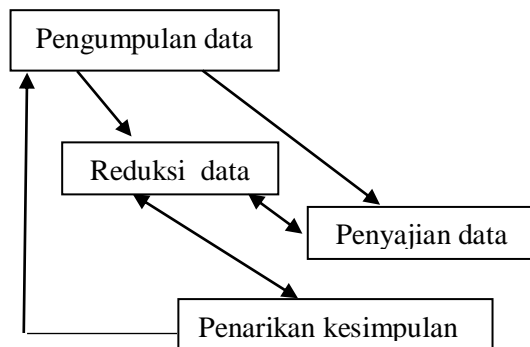 Pengumpulan data
Reduksi data
Penyajian data
Penarikan kesimpulan